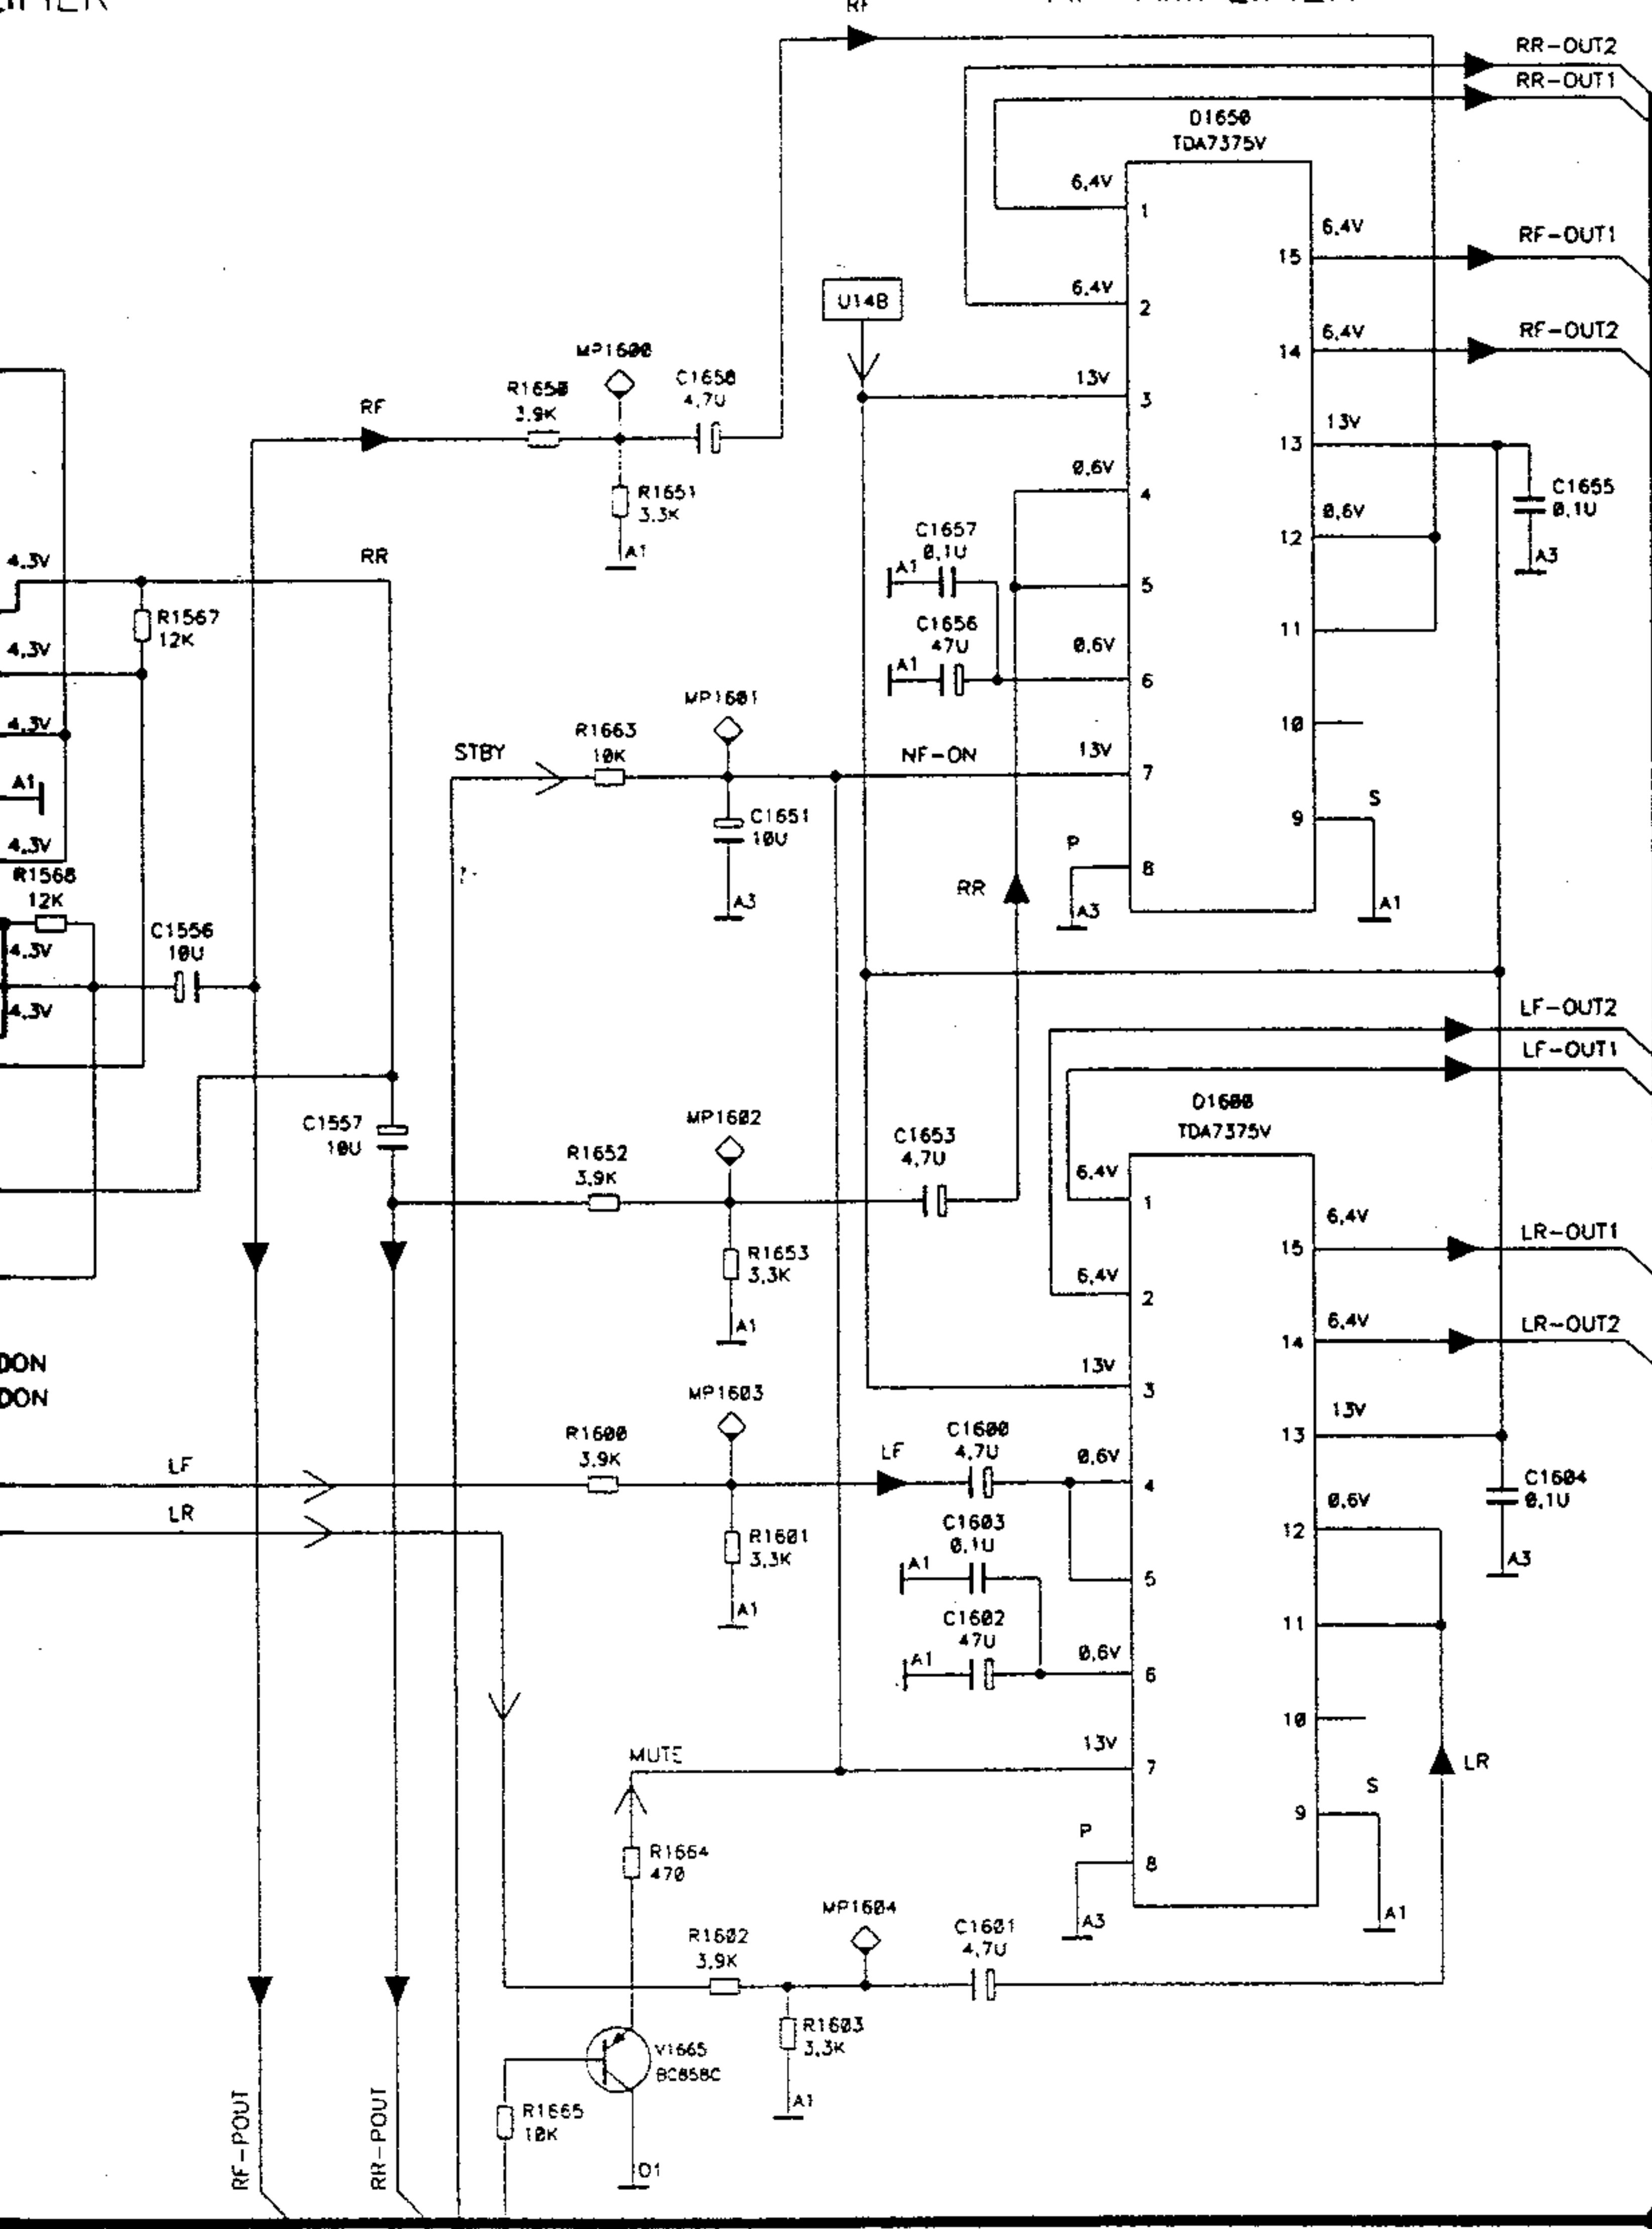 RF
RR-OUT2
RR-OUT1
D1650
TDA7375V
6,4V
1
6,4V
15
RF-OUT1
U14B
6,4V
2
6,4V
14
RF-OUT2
MP1600
R1650
3.9K
C1650
4,7U
RF
13V
3
13V
13
R1651
3.3K
A1
0,6V
4
C1655
0,1U
A3
0,6V
12
C1657
0,1U
A1
5
4,3V
RR
R1567
12K
C1656
47U
A1
11
4,3V
0,6V
6
MP1601
4,3V
STBY
R1663
10K
NF-ON
13V
7
10
A1
C1651
10U
A3
9
S
A1
4,3V
P
8
A3
RR
R1568
12K
4,3V
C1556
10U
4,3V
LF-OUT2
LF-OUT1
D1600
TDA7375V
C1557
10U
MP1602
R1652
3,9K
C1653
4,7U
6,4V
1
6,4V
15
LR-OUT1
R1653
3,3K
A1
6,4V
2
6,4V
14
LR-OUT2
DON
DON
13V
3
13V
13
MP1603
R1600
3,9K
LF
LF
C1600
4,7U
0,6V
4
C1604
0,1U
A3
LR
R1601
3,3K
A1
0,6V
12
C1603
0,1U
A1
5
C1602
47U
A1
11
0,6V
6
10
MUTE
13V
7
LR
S
9
A1
R1664
470
P
8
A3
MP1604
R1602
3,9K
C1601
4,7U
R1603
3,3K
A1
V1665
BC858C
R1665
10K
D1
RF-POUT
RR-POUT